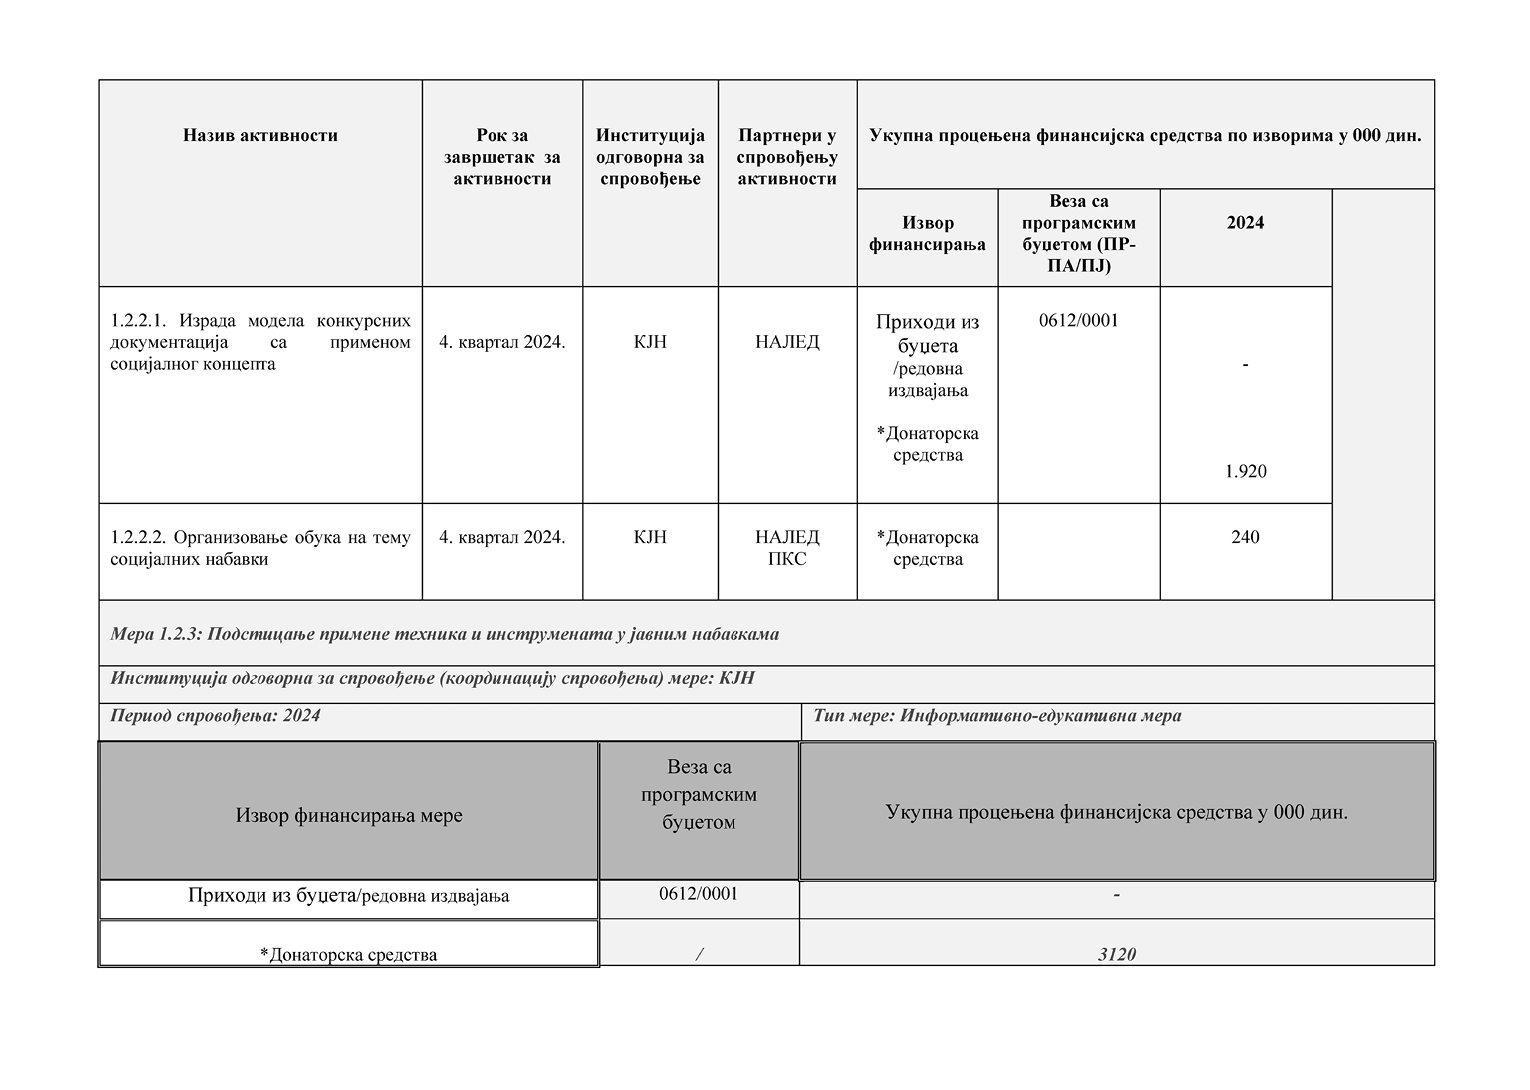 Назив активности
Рок за
завршетак за
активности
Институција
одговорна за
спровођење
Партнери у
спровођењу
активности
Укупна процењена финансијска средства по изворима у 000 дин.
Извор
финансирања
Веза са
програмским
буџетом (ПР-
ПА/ПЈ)
2024
1.2.2.1. Израда модела конкурсних
документација са применом
социјалног концепта
4. квартал 2024.
КЈН
НАЛЕД
Приходи из
буџета
/редовна
издвајања
*Донаторска
средства
0612/0001
-
1.920
1.2.2.2. Организовање обука на тему
социјалних набавки
4. квартал 2024.
КЈН
НАЛЕД
ПКС
*Донаторска
средства
240
Мера 1.2.3: Подстицање примене техника и инструмената у јавним набавкама
Институција одговорна за спровођење (координацију спровођења) мере: КЈН
Период спровођења: 2024
Тип мере: Информативно-едукативна мера
Извор финансирања мере
Веза са
програмским
буџетом
Укупна процењена финансијска средства у 000 дин.
Приходи из буџета/редовна издвајања
0612/0001
-
*Донаторска средства
/
3120